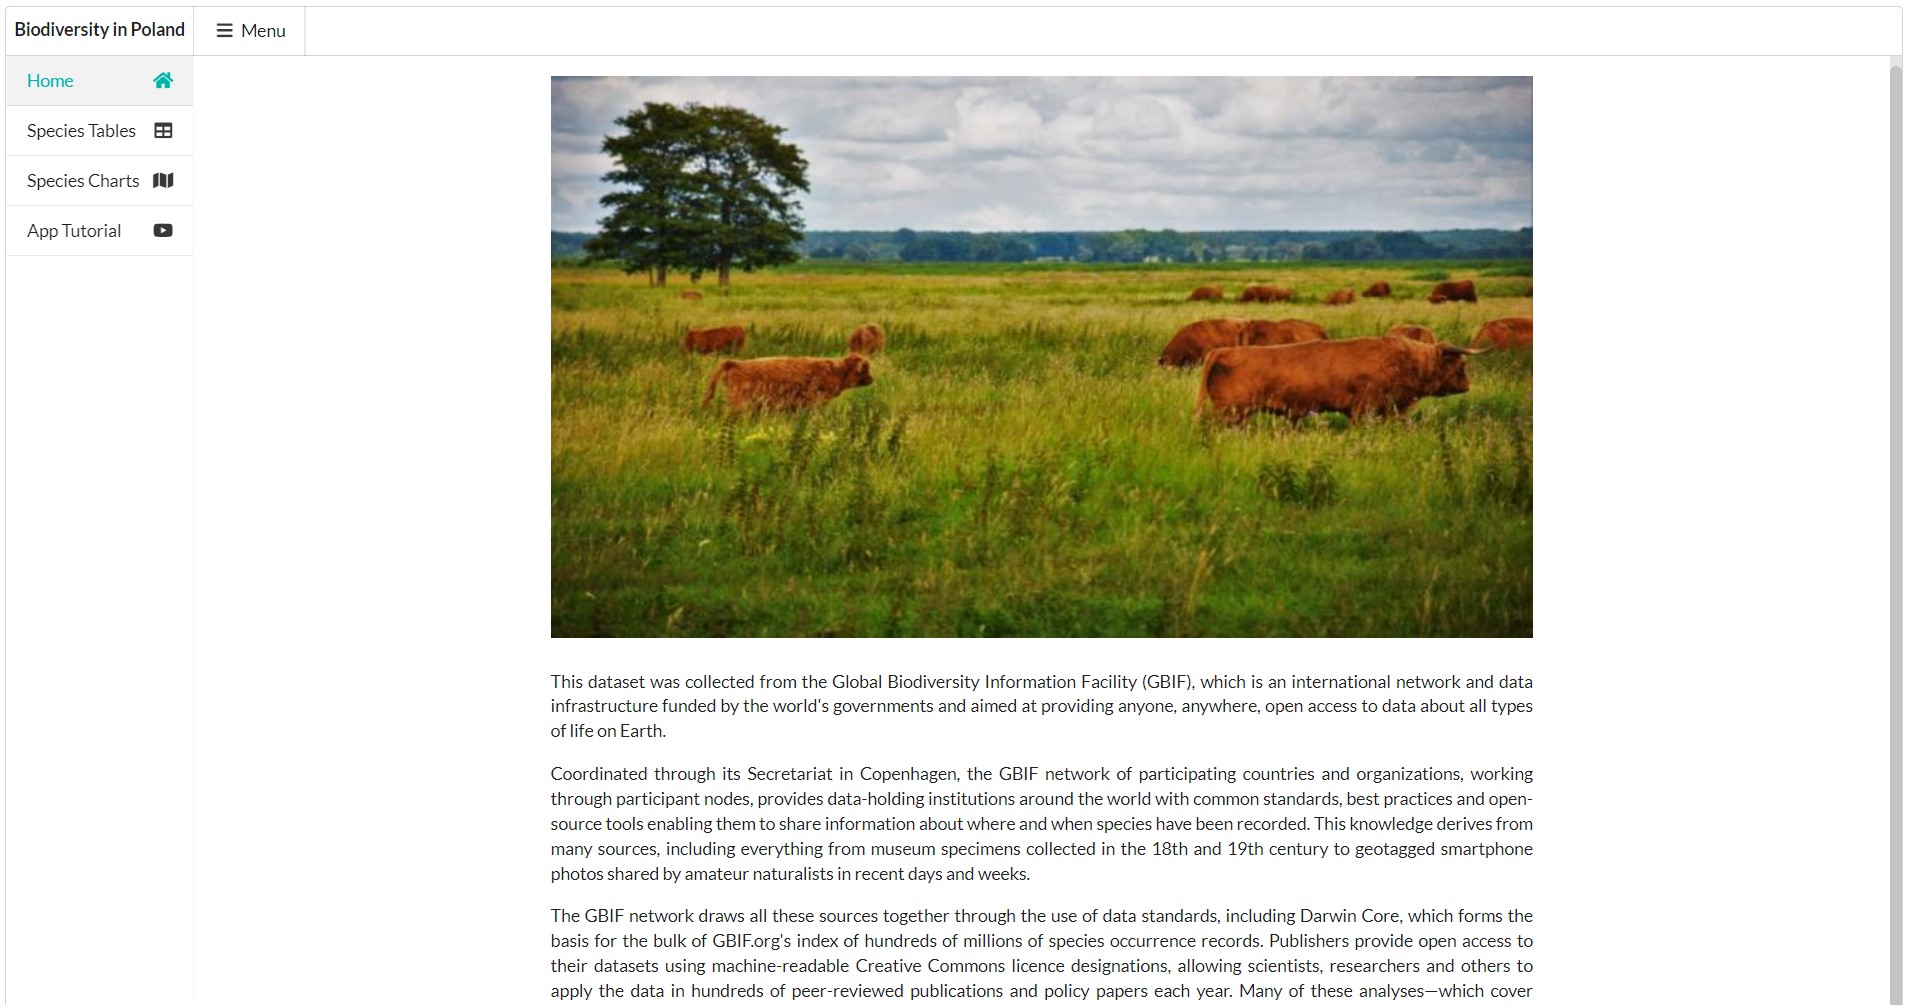 Biodiversity in Poland
Menu
Home
Species Tables
Species Charts
App Tutorial
This dataset was collected from the Global Biodiversity Information Facility (GBIF), which is an international network and data
infrastructure funded by the world's governments and aimed at providing anyone, anywhere, open access to data about all types
of life on Earth.
Coordinated through its Secretariat in Copenhagen, the GBIF network of participating countries and organizations, working
through participant nodes, provides data-holding institutions around the world with common standards, best practices and open-
source tools enabling them to share information about where and when species have been recorded. This knowledge derives from
many sources, including everything from museum specimens collected in the 18th and 19th century to geotagged smartphone
photos shared by amateur naturalists in recent days and weeks.
The GBIF network draws all these sources together through the use of data standards, including Darwin Core, which forms the
basis for the bulk of GBIF.org's index of hundreds of millions of species occurrence records. Publishers provide open access to
their datasets using machine-readable Creative Commons licence designations, allowing scientists, researchers and others to
apply the data in hundreds of peer-reviewed publications and policy papers each year. Many of these analyses—which cover